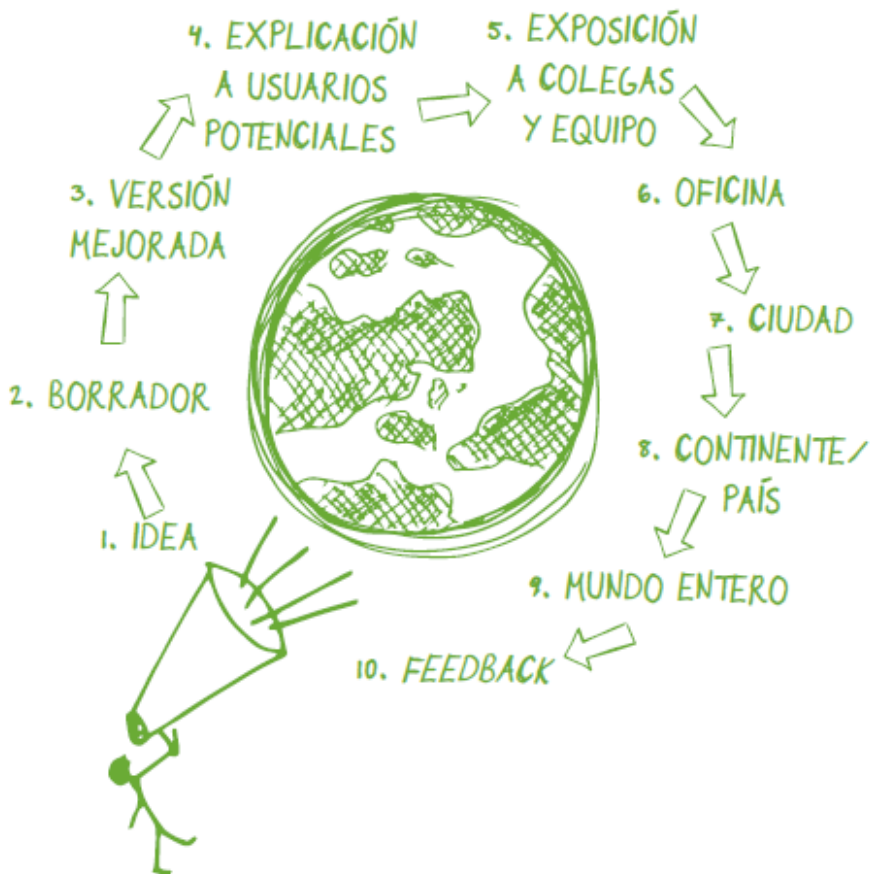 1. IDEA
2. BORRADOR
3. VERSIÓN
MEJORADA
4. EXPLICACIÓN
A USUARIOS
POTENCIALES
5. EXPOSICIÓN
A COLEGAS
Y EQUIPO
6. OFICINA
7. CIUDAD
8. CONTINENTE/
PAÍS
9. MUNDO ENTERO
10. FEEDBACK